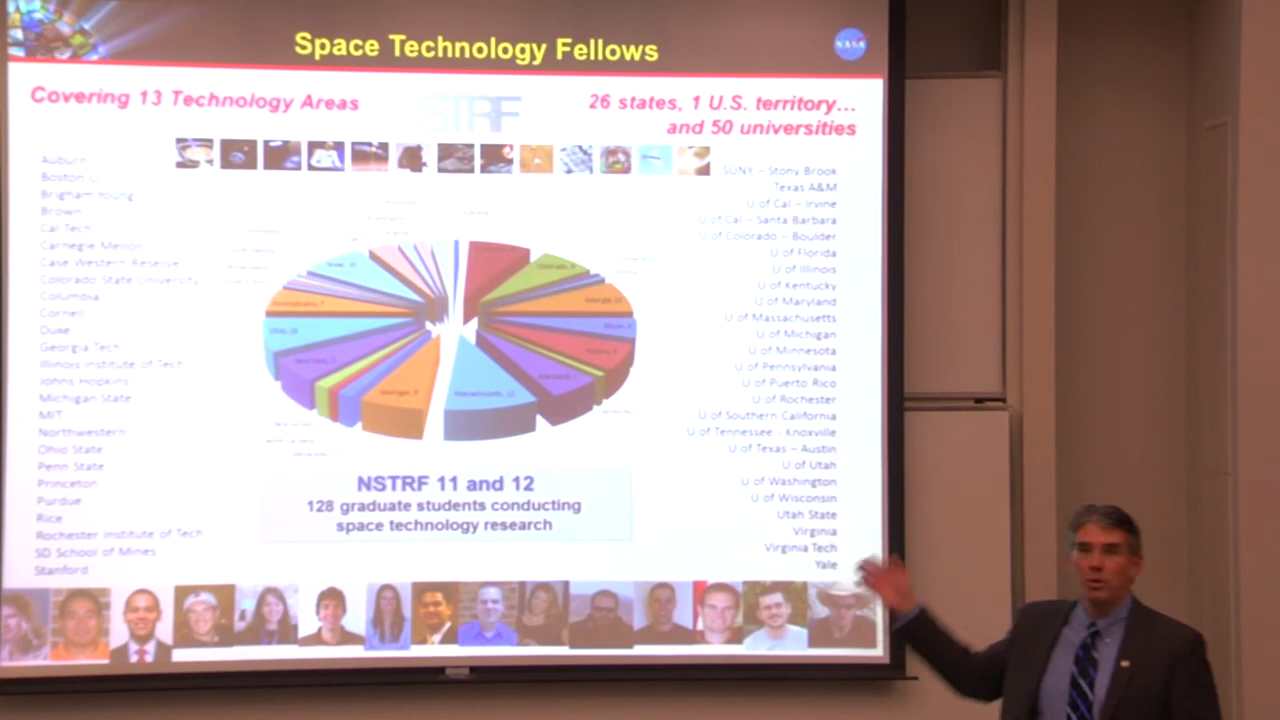 Space Technology Fellows
NASA
Covering 13 Technology Areas
26 states, 1 U.S. territory...
and 50 universities
STRF
Auburn
Boston U
Brigham Young
Brown
Cal Tech
Carnegie Mellon
Case Western Reserve
Colorado State University
Columbia
Cornell
Duke
Georgia Tech
Illinois Institute of Tech
Johns Hopkins
Michigan State
MIT
Northwestern
Ohio State
Penn State
Princeton
Purdue
Rice
Rochester Institute of Tech
SD School of Mines
Stanford
SUNY – Stony Brook
Texas A&M
U of Cal – Irvine
U of Cal – Santa Barbara
U of Colorado – Boulder
U of Florida
U of Illinois
U of Kentucky
U of Maryland
U of Massachusetts
U of Michigan
U of Minnesota
U of Pennsylvania
U of Puerto Rico
U of Rochester
U of Southern California
U of Tennessee - Knoxville
U of Texas – Austin
U of Utah
U of Washington
U of Wisconsin
Utah State
Virginia
Virginia Tech
Yale
NSTRF 11 and 12
128 graduate students conducting
space technology research